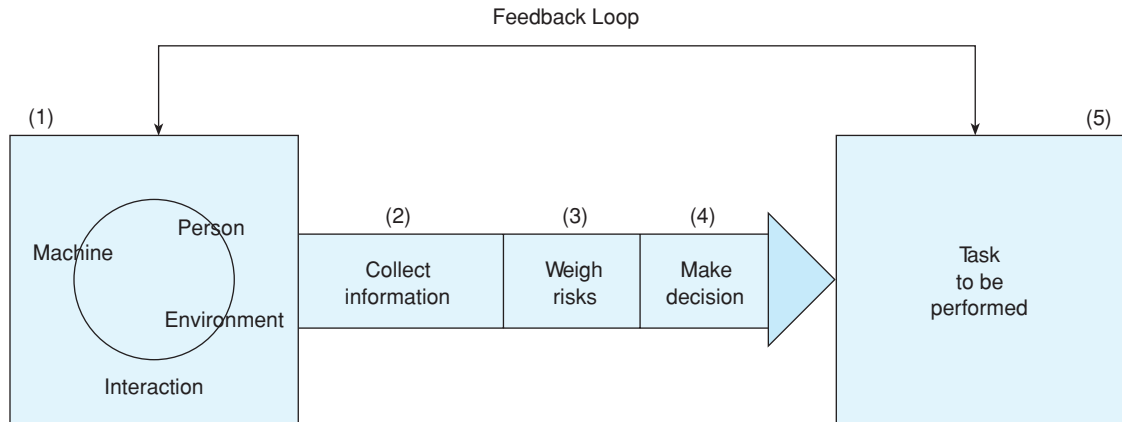 Feedback Loop
(1)
(5)
Person
Machine
Environment
Interaction
(2)
Collect
information
(3)
Weigh
risks
(4)
Make
decision
Task
to be
performed